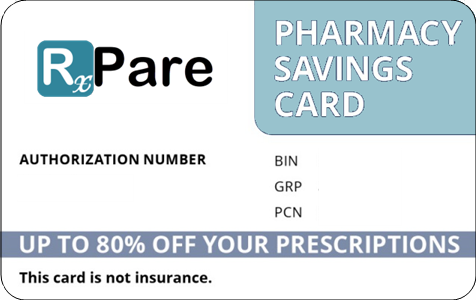 RxPare
PHARMACY
SAVINGS
CARD
AUTHORIZATION NUMBER
BIN
GRP
PCN
UP TO 80% OFF YOUR PRESCRIPTIONS
This card is not insurance.